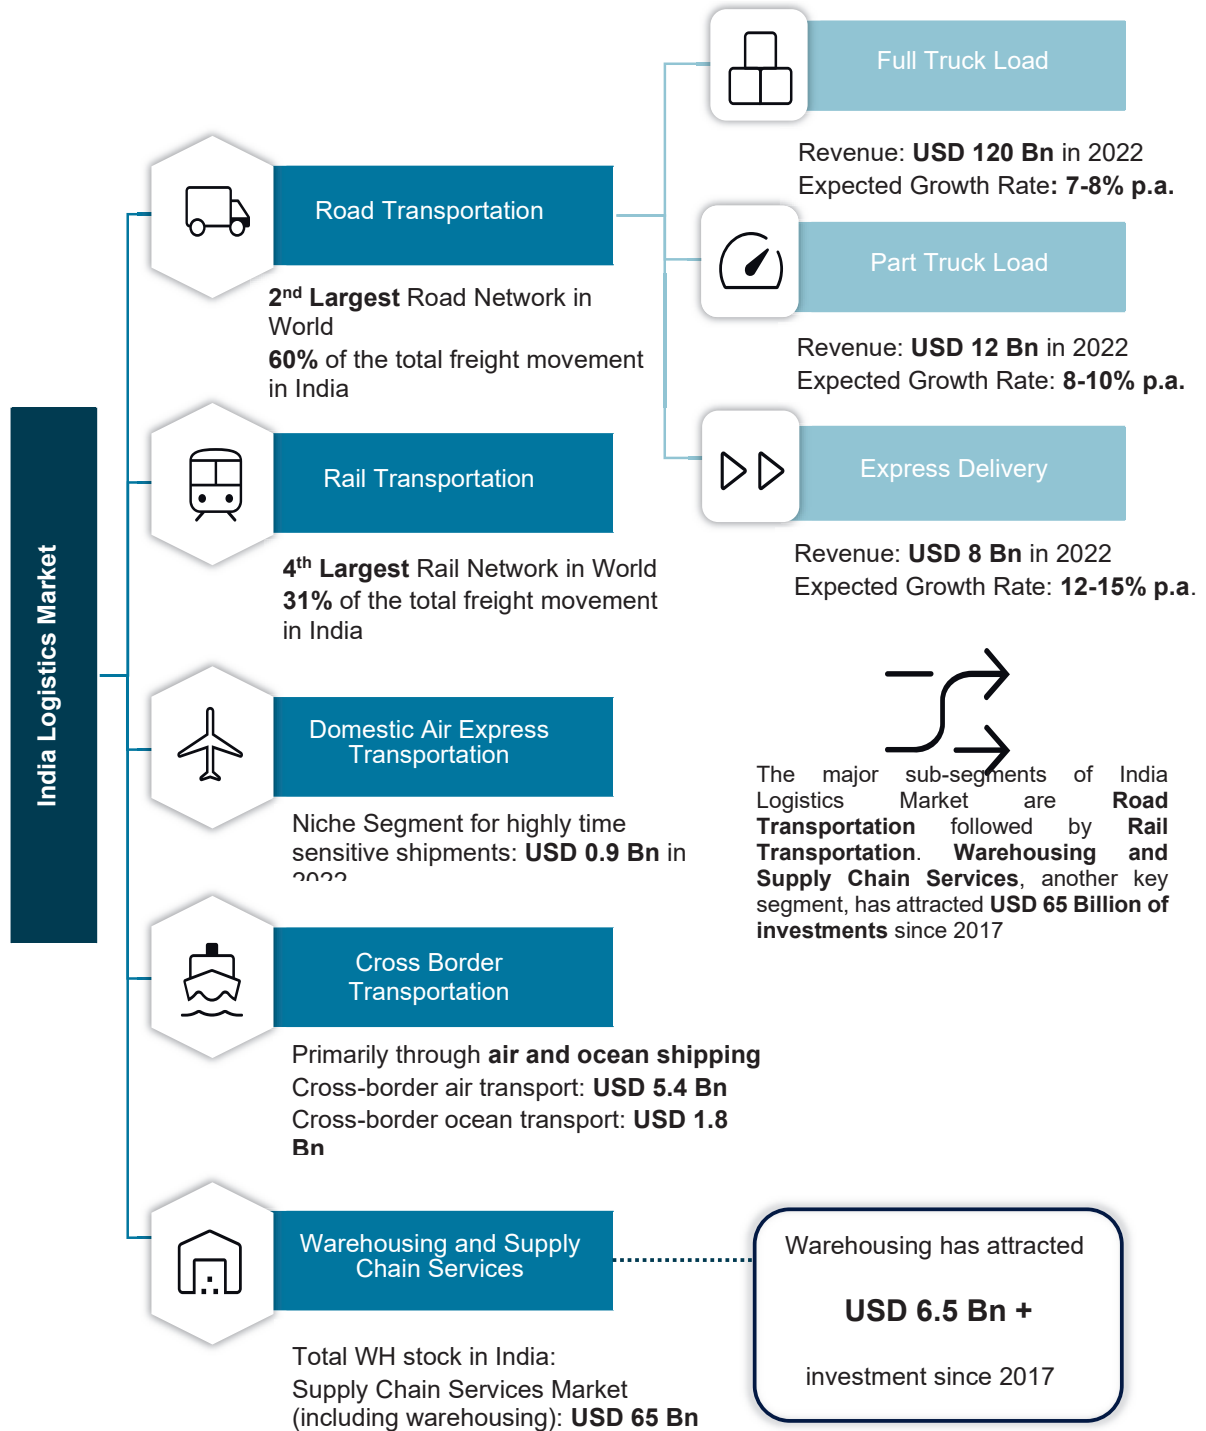 India Logistics Market
Road Transportation
2nd Largest Road Network in
World
60% of the total freight movement
in India
Full Truck Load
Revenue: USD 120 Bn in 2022
Expected Growth Rate: 7-8% p.a.
Part Truck Load
Revenue: USD 12 Bn in 2022
Expected Growth Rate: 8-10% p.a.
Express Delivery
Revenue: USD 8 Bn in 2022
Expected Growth Rate: 12-15% p.a.
Rail Transportation
4th Largest Rail Network in World
31% of the total freight movement
in India
Domestic Air Express
Transportation
Niche Segment for highly time
sensitive shipments: USD 0.9 Bn in
2022
The major sub-segments of India
Logistics Market are Road
Transportation followed by Rail
Transportation. Warehousing and
Supply Chain Services, another key
segment, has attracted USD 65 Billion of
investments since 2017
Cross Border
Transportation
Primarily through air and ocean shipping
Cross-border air transport: USD 5.4 Bn
Cross-border ocean transport: USD 1.8
Bn
Warehousing and Supply
Chain Services
Total WH stock in India:
Supply Chain Services Market
(including warehousing): USD 65 Bn
Warehousing has attracted
USD 6.5 Bn +
investment since 2017